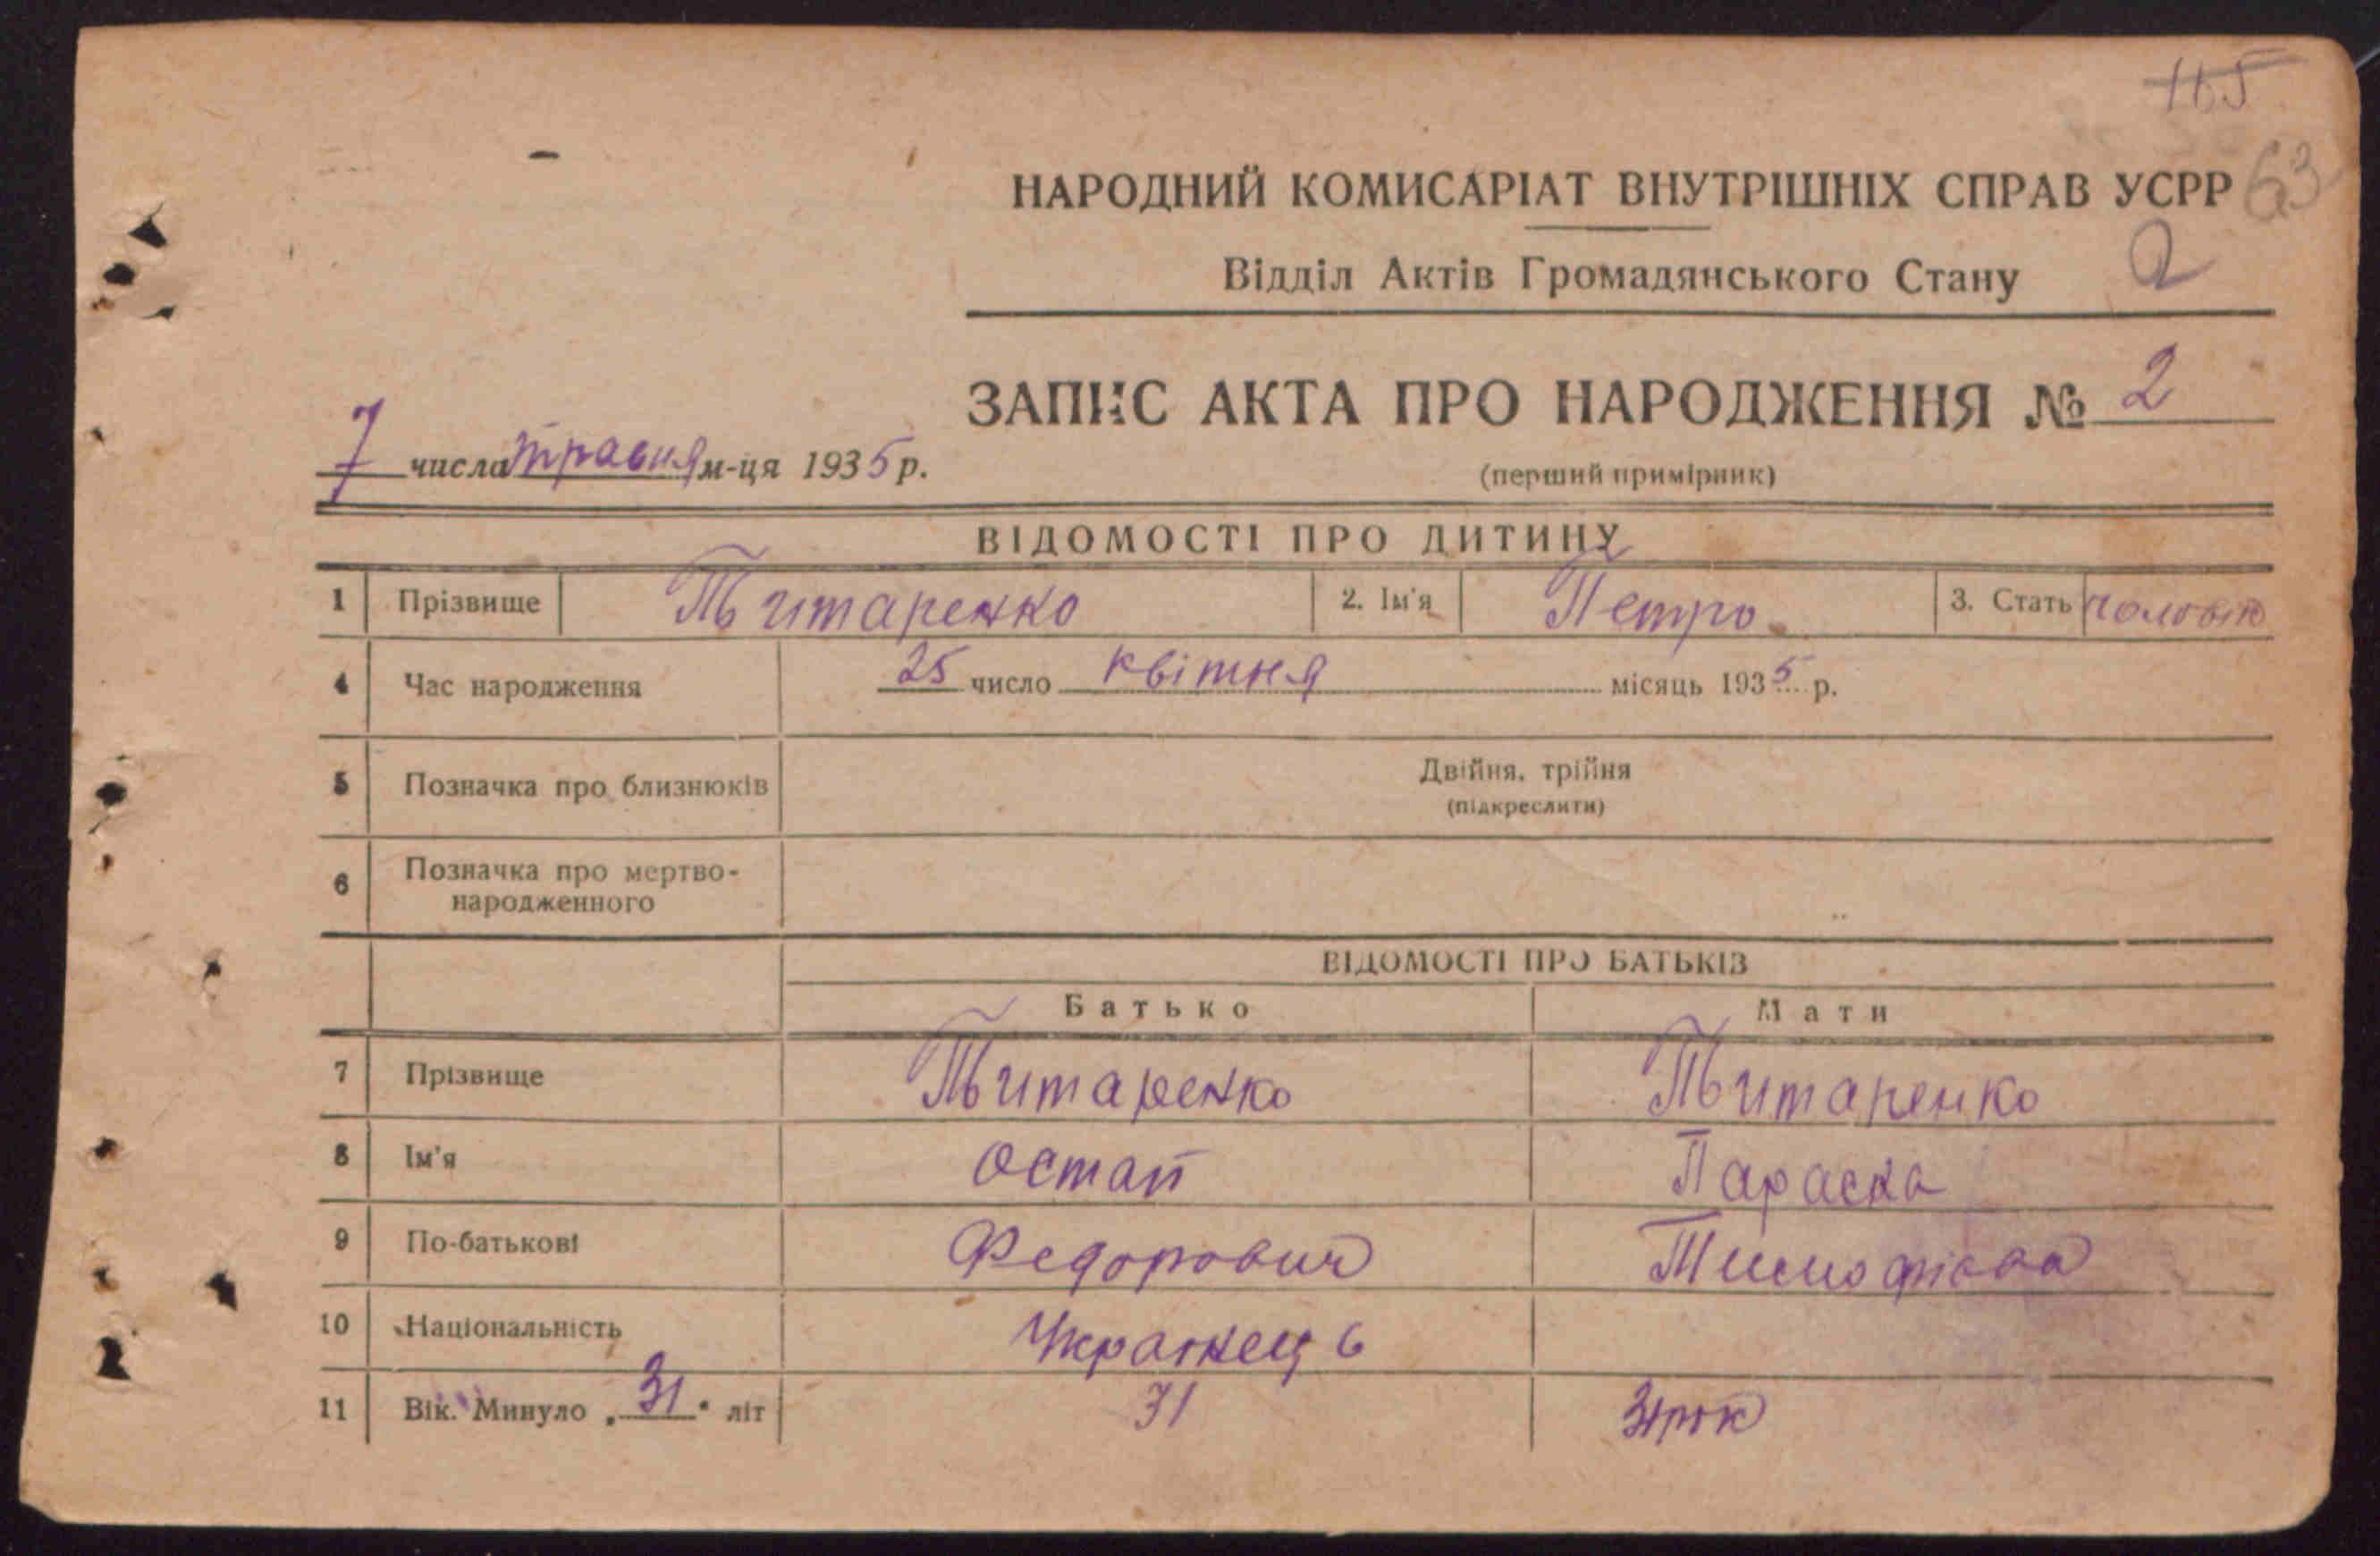 165
НАРОДНИЙ КОМИСАРІАТ ВНУТРІШНІХ СПРАВ УСРР 63
Відділ Актів Громадянського Стану 2
ЗАПИС АКТА ПРО НАРОДЖЕННЯ № 2
7 числа травня м-ця 1935 р.
(перший примірник)
ВІДОМОСТІ ПРО ДИТИНУ
1 Прізвище Титаренко 2. Ім'я Петро 3. Стать
4 Час народження 25 число квітня місяць 1935 р.
5 Позначка про близнюків Двійня, трійня
(підкреслити)
6 Позначка про мертво-
народженного
ВІДОМОСТІ ПРО БАТЬКІВ
Батько Мати
7 Прізвище Титаренко Титаренко
8 Ім'я Остап Параска
9 По-батькові Федорович Тимофієва
10 Національність Українець
11 Вік. Минуло „31“ літ 31 31 рік